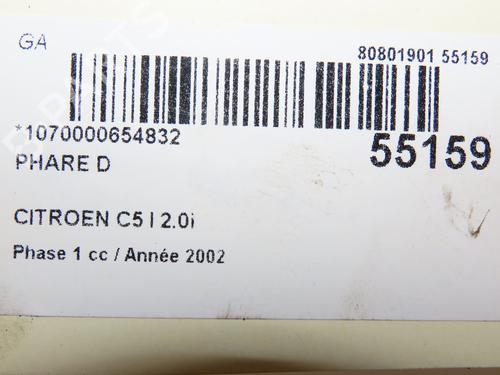 GA
80801901 55159
*1070000654832
55159
PHARE D
CITROEN C5 I 2.0i
Phase 1 cc / Année 2002